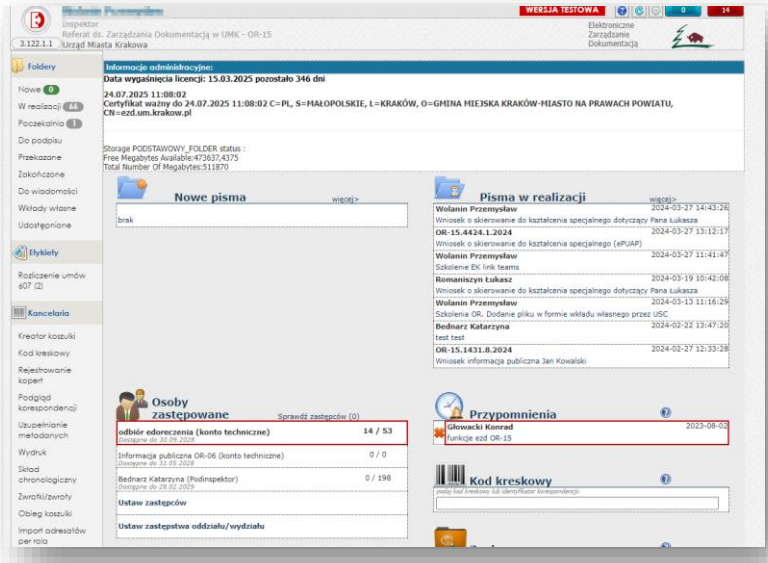 Wolanin Przemysław
Inspektor
Referat ds. Zarządzania Dokumentacją w UMK - OR-15
3.122.1.1
Urząd Miasta Krakowa
WERSJA TESTOWA
0
14
Elektroniczne
Zarządzanie
Dokumentacją
Foldery
Nowe 0
W realizacji 66
Poczekalnia 1
Do podpisu
Przekazane
Zakończone
Do wiadomości
Wkłady własne
Udostępnione
Etykiety
Rozliczenie umów
607 (2)
Kancelaria
Kreator koszulki
Kod kreskowy
Rejestrowanie
kopert
Podgląd
korespondencji
Uzupełnianie
metadanych
Wydruk
Skład
chronologiczny
Zwrotki/zwroty
Obieg koszulki
Import adresatów
per rola
Informacje administracyjne:
Data wygaśnięcia licencji: 15.03.2025 pozostało 346 dni
24.07.2025 11:08:02
Certyfikat ważny do 24.07.2025 11:08:02 C=PL, S=MAŁOPOLSKIE, L=KRAKÓW, O=GMINA MIEJSKA KRAKÓW-MIASTO NA PRAWACH POWIATU,
CN=ezd.um.krakow.pl
Storage PODSTAWOWY_FOLDER status :
Free Megabytes Available:473637,4375
Total Number Of Megabytes:511870
Nowe pisma
więcej>
brak
Pisma w realizacji
więcej>
Wolanin Przemysław 2024-03-27 14:43:26
Wniosek o skierowanie do kształcenia specjalnego dotyczący Pana Łukasza
OR-15.4424.1.2024 2024-03-27 13:12:17
Wniosek o skierowanie do kształcenia specjalnego (ePUAP)
Wolanin Przemysław 2024-03-27 11:41:47
Szkolenie EK link teams
Romaniszyn Łukasz 2024-03-19 10:42:08
Wniosek o skierowanie do kształcenia specjalnego dotyczący Pana Łukasza
Wolanin Przemysław 2024-03-13 11:16:29
Szkolenia OR. Dodanie pliku w formie wkładu własnego przez USC
Bednarz Katarzyna 2024-02-22 13:47:20
test test
OR-15.1431.8.2024 2024-02-27 12:33:28
Wniosek informacja publiczna Jan Kowalski
Osoby
zastępowane
Sprawdź zastępców (0)
odbiór edoreczenia (konto techniczne) 14 / 53
Dostępne do 30.09.2028
Informacja publiczna OR-06 (konto techniczne) 0 / 0
Dostępne do 31.05.2028
Bednarz Katarzyna (Podinspektor) 0 / 198
Dostępne do 28.02.2029
Ustaw zastępców
Ustaw zastępstwa oddziału/wydziału
Przypomnienia
Głowacki Konrad 2023-08-02
funkcje ezd OR-15
Kod kreskowy
podaj kod kreskowy lub identyfikator korespondencji: